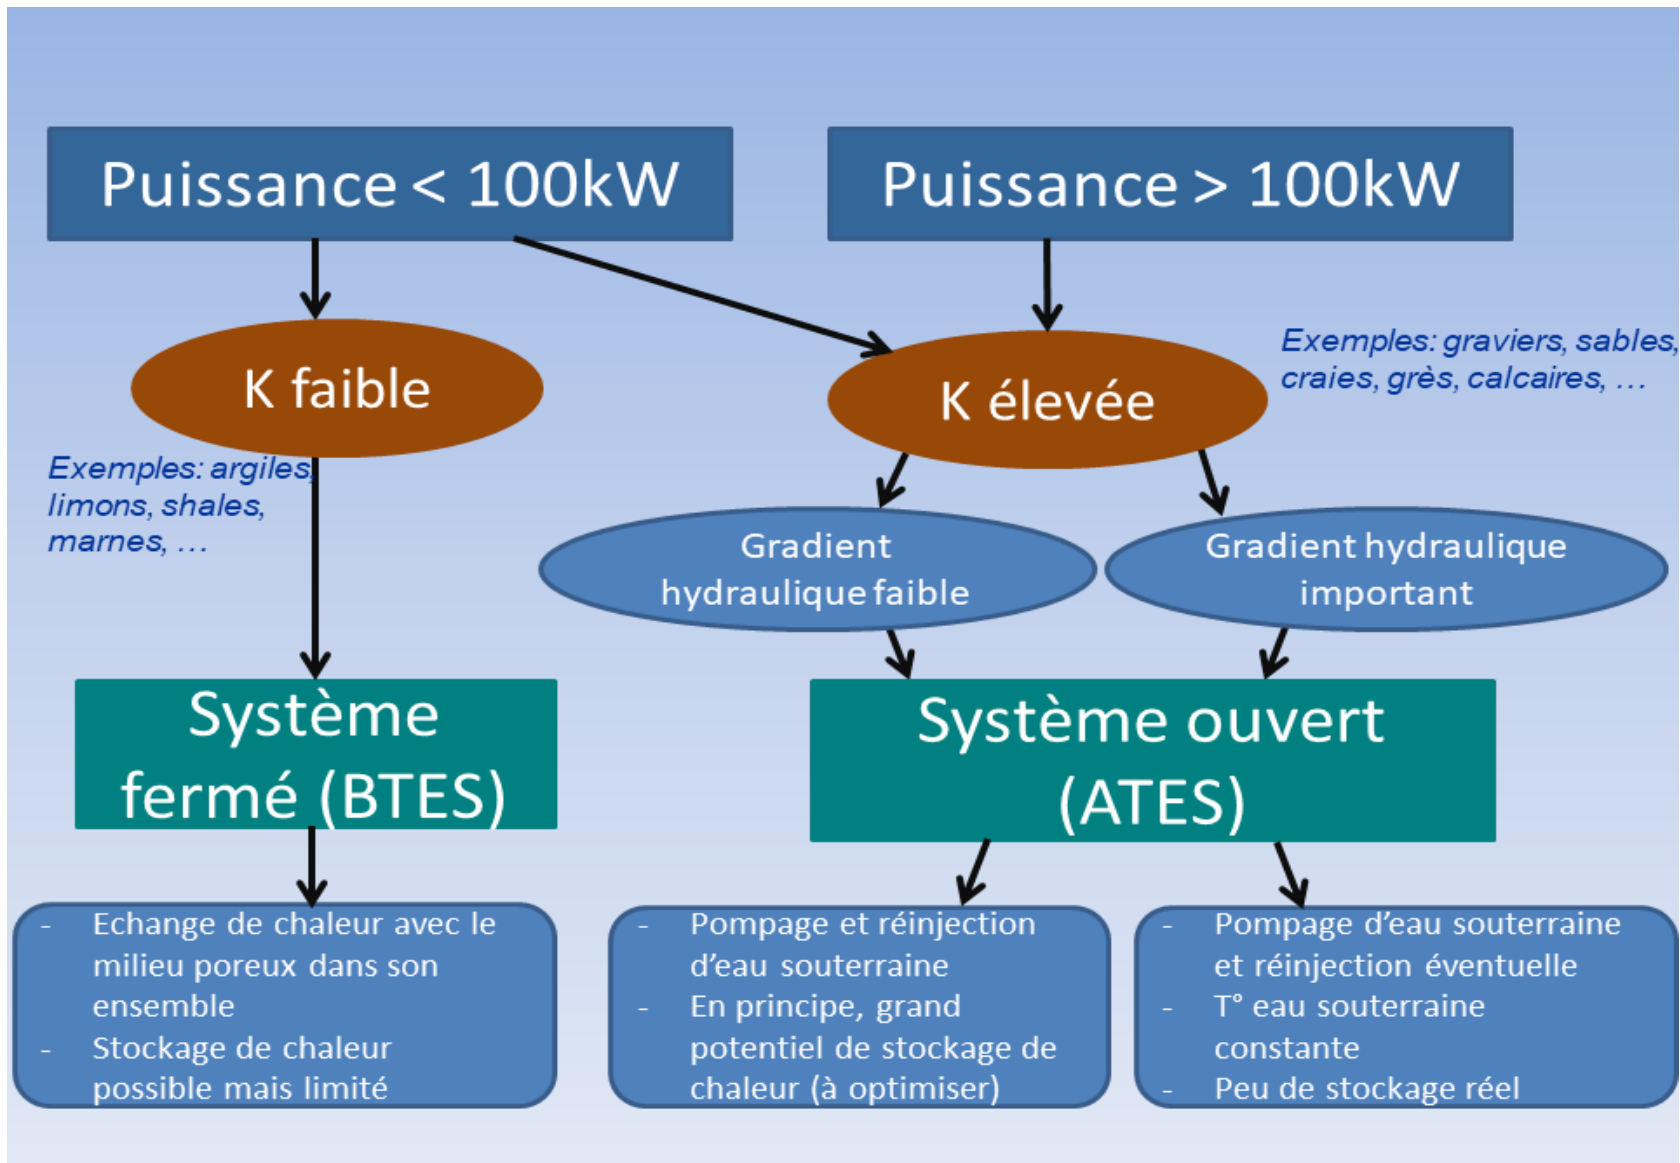 Puissance < 100kW
Puissance > 100kW
K faible
K élevée
Exemples: graviers, sables,
craies, grès, calcaires, …
Exemples: argiles,
limons, shales,
marnes, …
Gradient
hydraulique faible
Gradient hydraulique
important
Système
fermé (BTES)
Système ouvert
(ATES)
- Echange de chaleur avec le
milieu poreux dans son
ensemble
- Stockage de chaleur
possible mais limité
- Pompage et réinjection
d’eau souterraine
- En principe, grand
potentiel de stockage de
chaleur (à optimiser)
- Pompage d’eau souterraine
et réinjection éventuelle
- T° eau souterraine
constante
- Peu de stockage réel